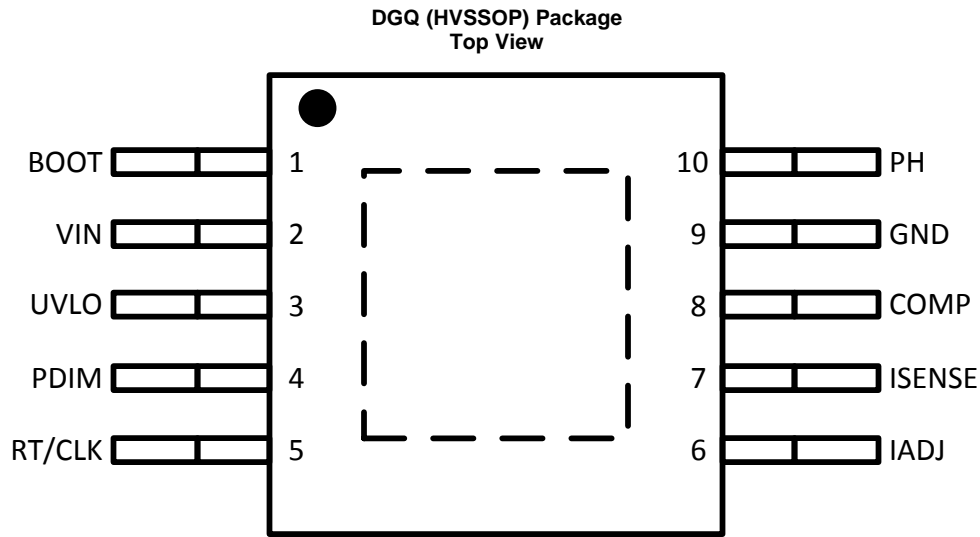 DGQ (HVSSOP) Package
Top View
BOOT 1 10 PH
VIN 2 9 GND
UVLO 3 8 COMP
PDIM 4 7 ISENSE
RT/CLK 5 6 IADJ